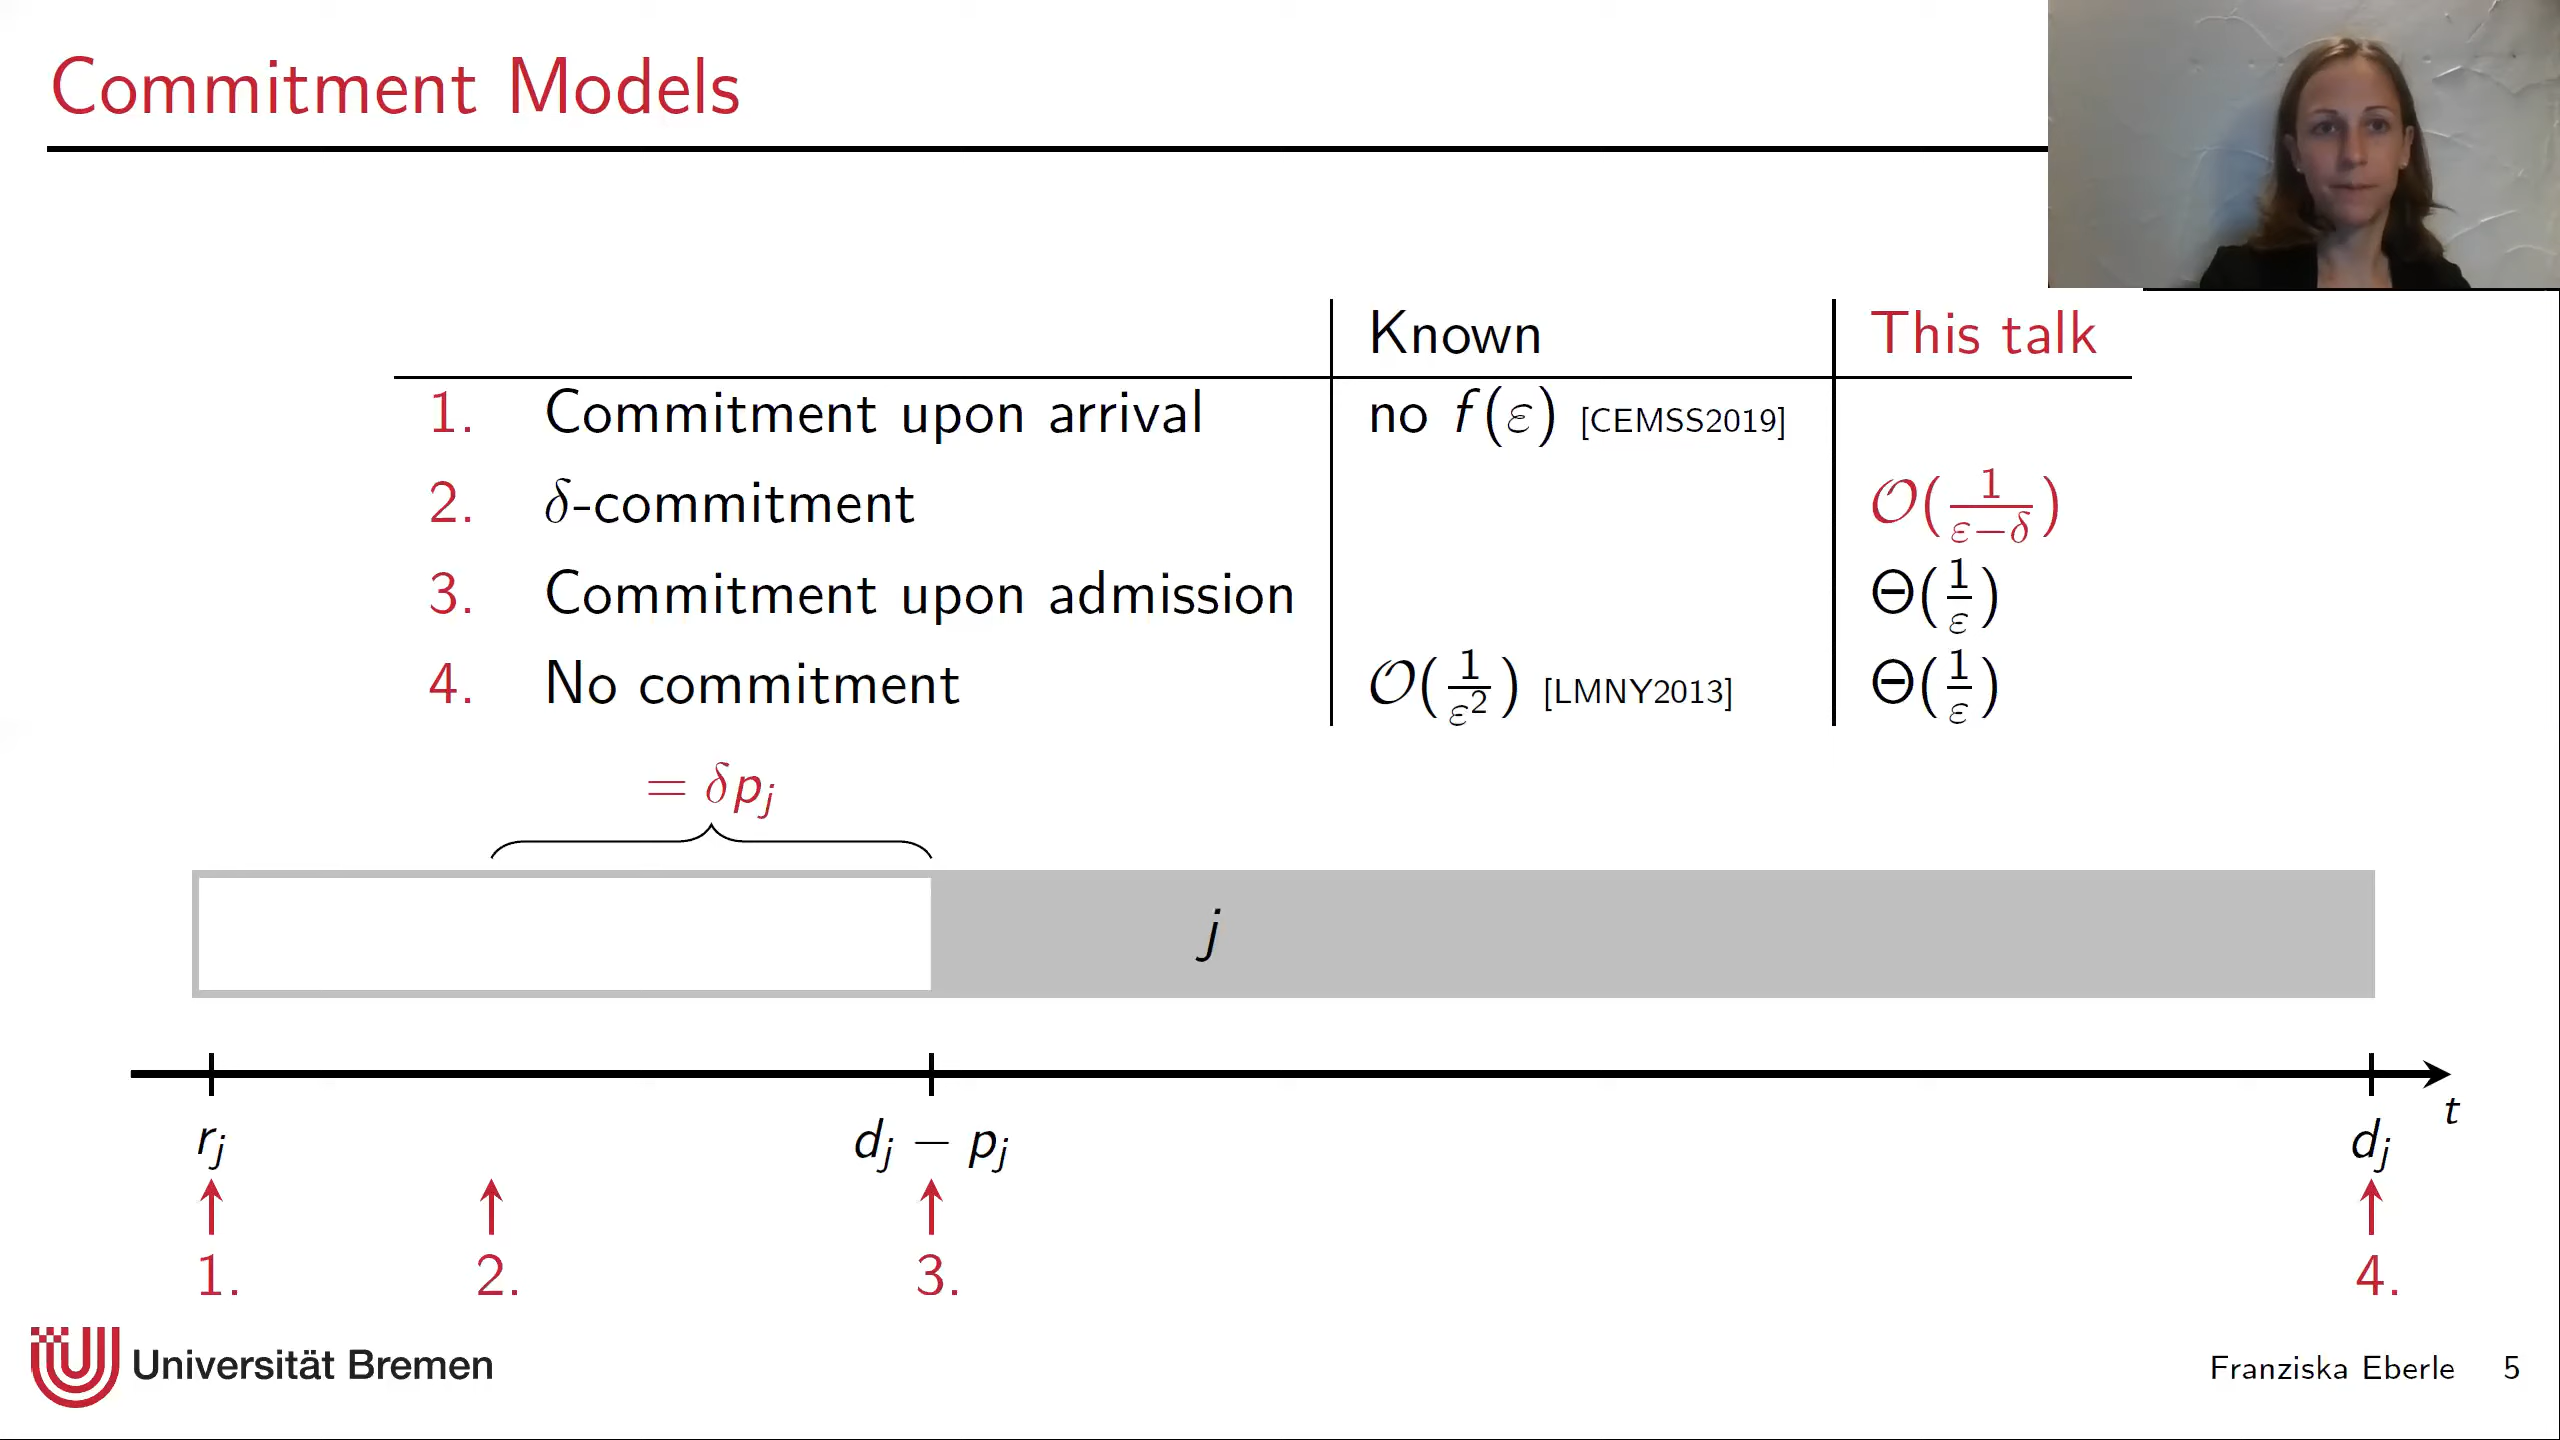 Commitment Models
Known This talk
1. Commitment upon arrival no f(ε) [CEMSS2019]
2. δ-commitment 𝒪(1/(ε−δ))
3. Commitment upon admission Θ(1/ε)
4. No commitment 𝒪(1/ε²) [LMNY2013] Θ(1/ε)
= δp_j
j
t
r_j d_j − p_j d_j
1. 2. 3. 4.
Universität Bremen
Franziska Eberle 5